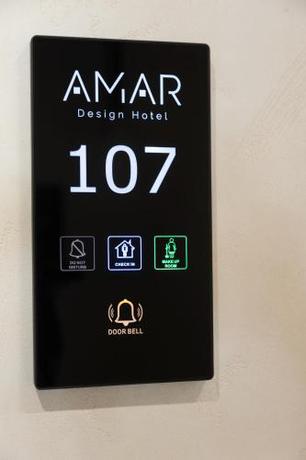 AMAR
Design Hotel
107
DO NOT
DISTURB
CHECK IN
MAKE UP
ROOM
DOOR BELL